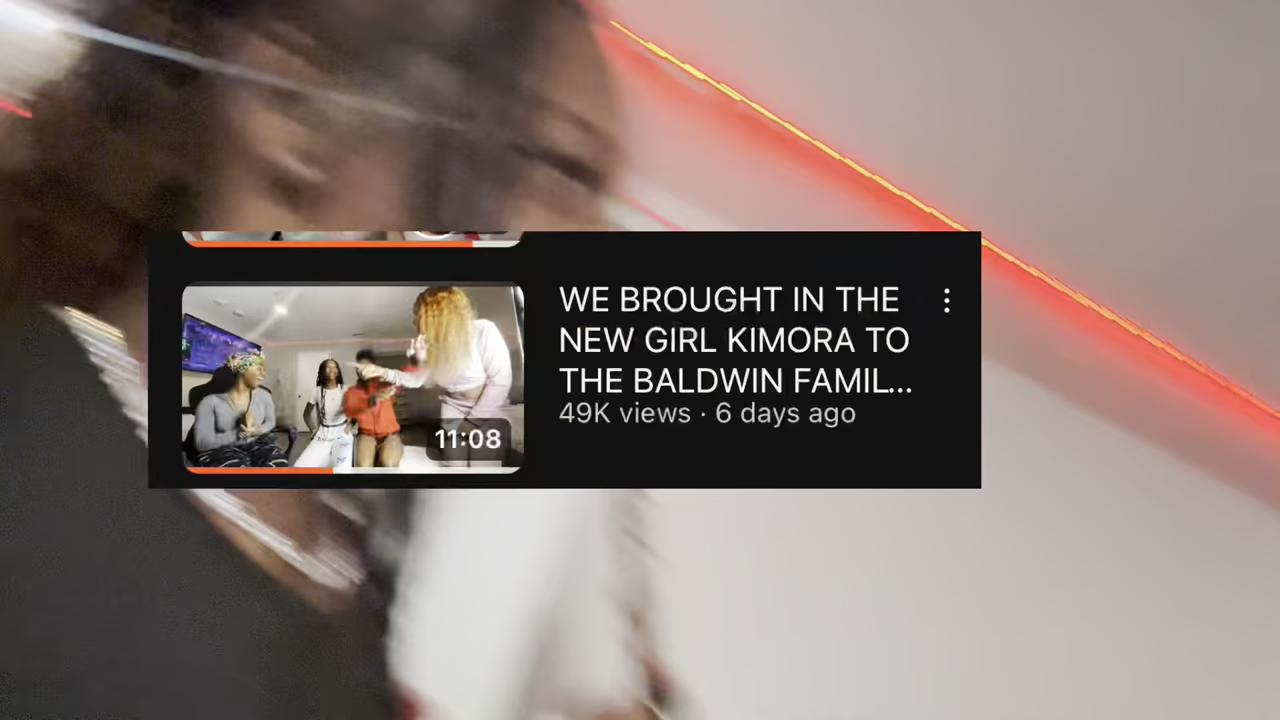 WE BROUGHT IN THE
NEW GIRL KIMORA TO
THE BALDWIN FAMIL...
49K views · 6 days ago
11:08